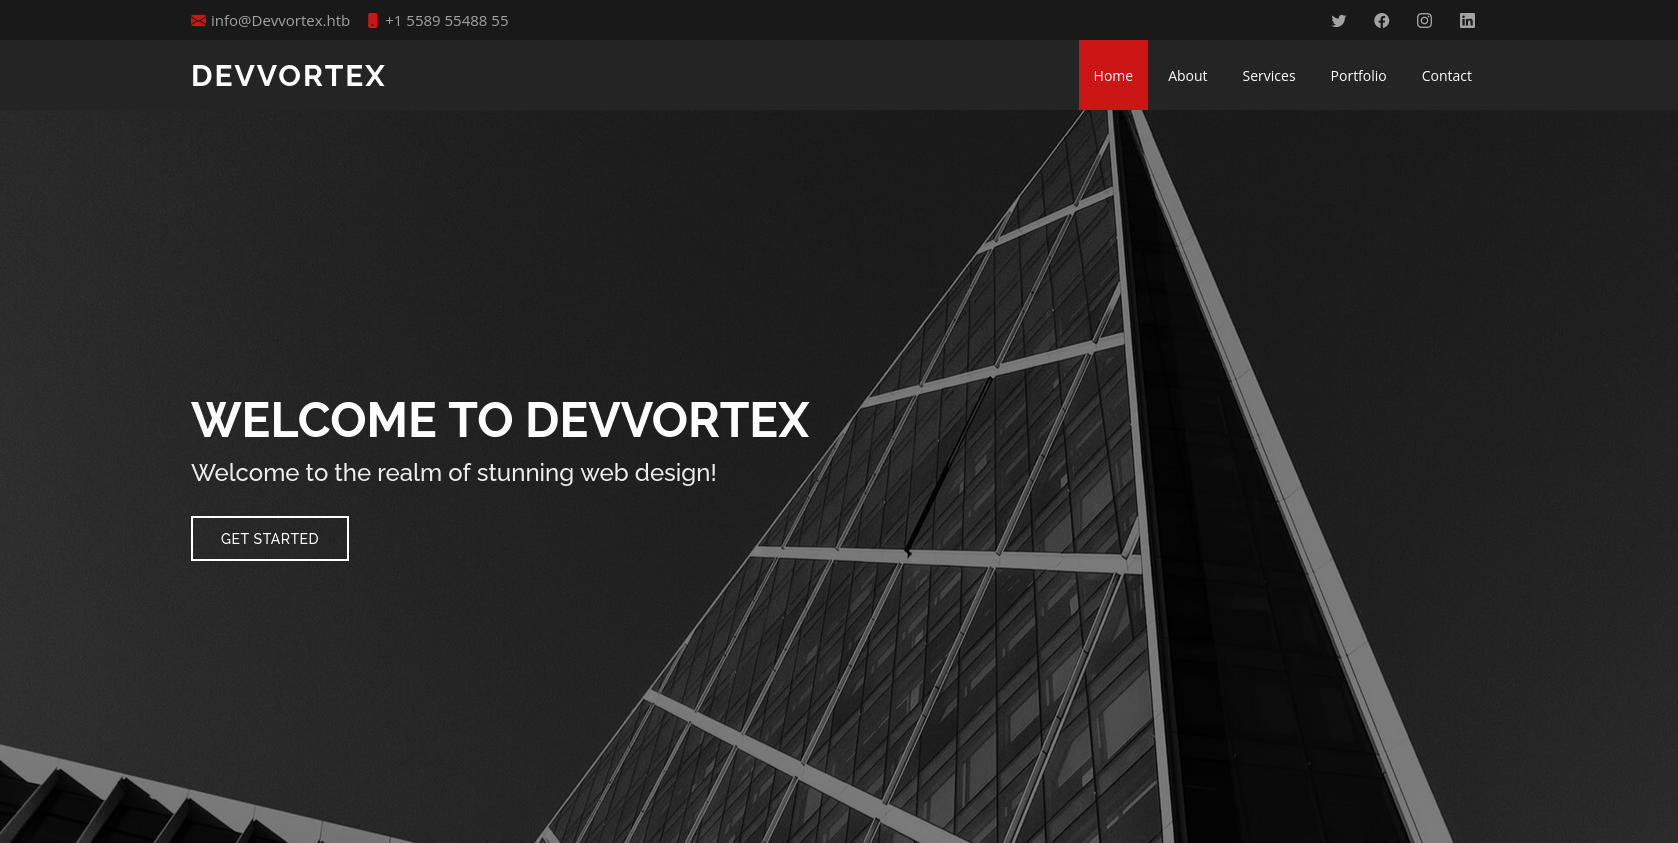 info@Devvortex.htb +1 5589 55488 55
DEVVORTEX Home About Services Portfolio Contact
WELCOME TO DEVVORTEX
Welcome to the realm of stunning web design!
GET STARTED